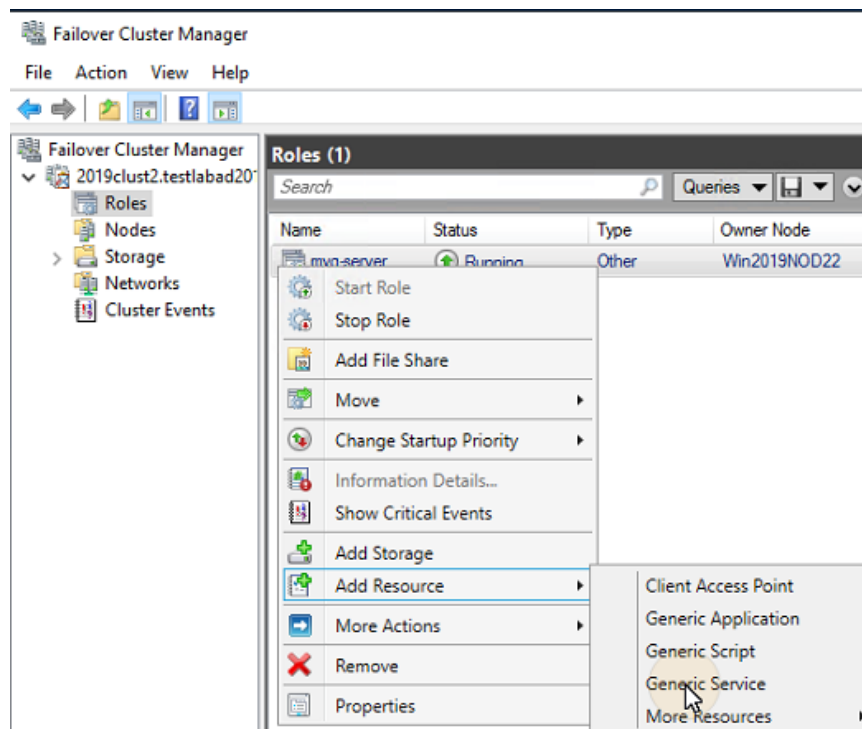 Failover Cluster Manager
File Action View Help
Failover Cluster Manager
2019clust2.testlabad20
Roles
Nodes
Storage
Networks
Cluster Events
Roles (1)
Search Queries
Name Status Type Owner Node
Running Other Win2019NOD22
Start Role
Stop Role
Add File Share
Move
Change Startup Priority
Information Details...
Show Critical Events
Add Storage
Add Resource
More Actions
Remove
Properties
Client Access Point
Generic Application
Generic Script
Generic Service
More Resources